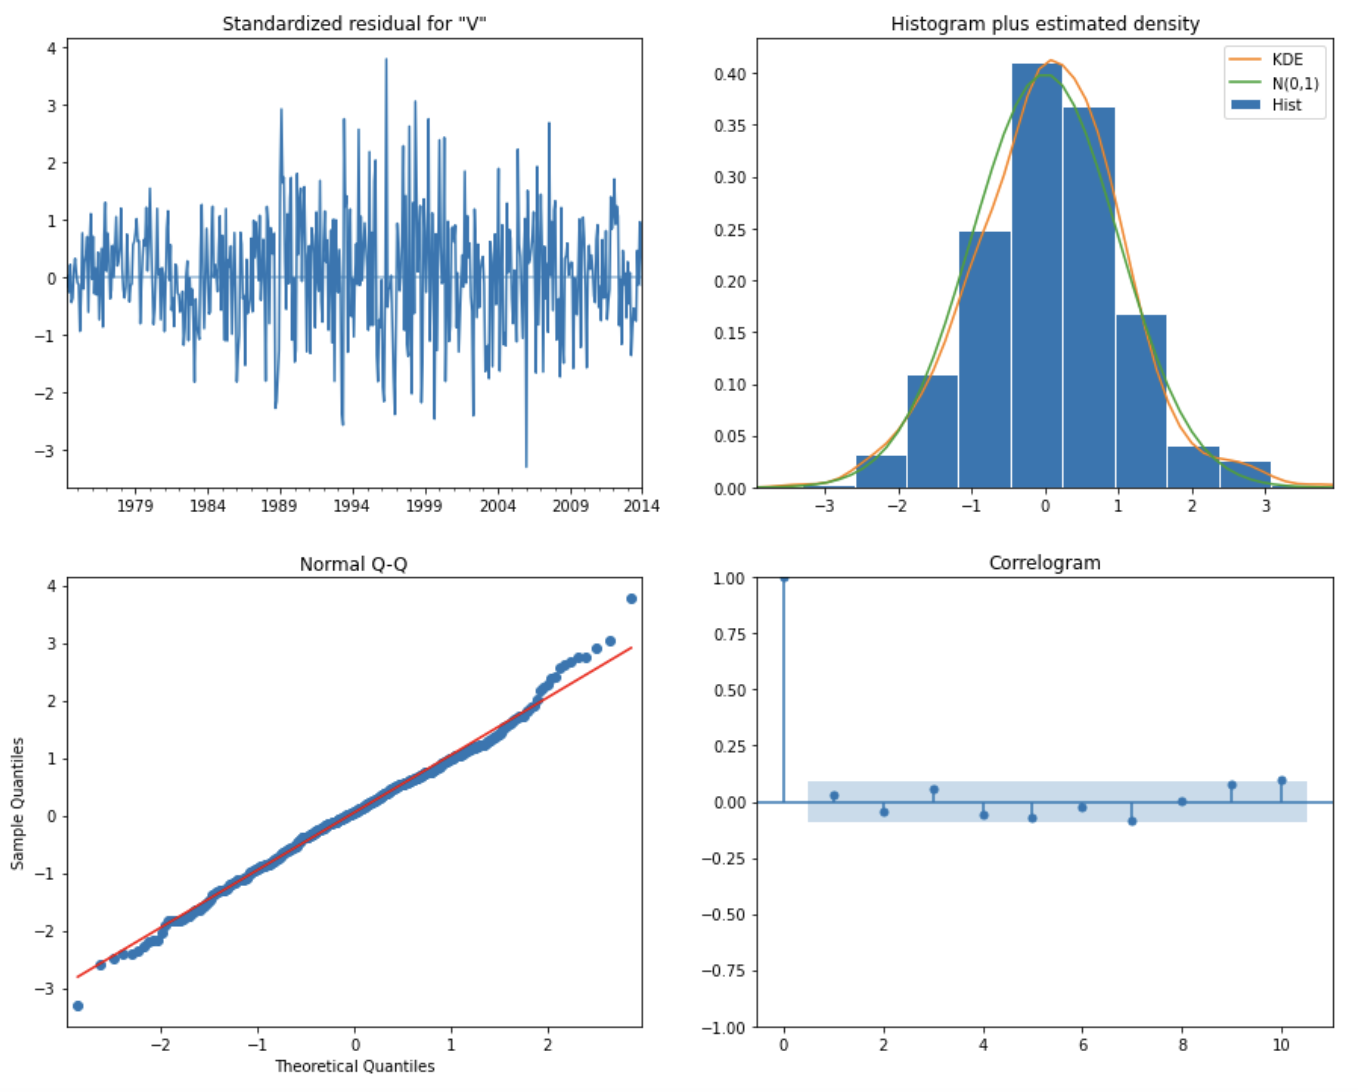 Standardized residual for "V"
4
3
2
1
0
−1
−2
−3
1979 1984 1989 1994 1999 2004 2009 2014
Histogram plus estimated density
KDE
N(0,1)
Hist
0.40
0.35
0.30
0.25
0.20
0.15
0.10
0.05
0.00
−3 −2 −1 0 1 2 3
Normal Q-Q
Sample Quantiles
4
3
2
1
0
−1
−2
−3
−2 −1 0 1 2
Theoretical Quantiles
Correlogram
1.00
0.75
0.50
0.25
0.00
−0.25
−0.50
−0.75
−1.00
0 2 4 6 8 10